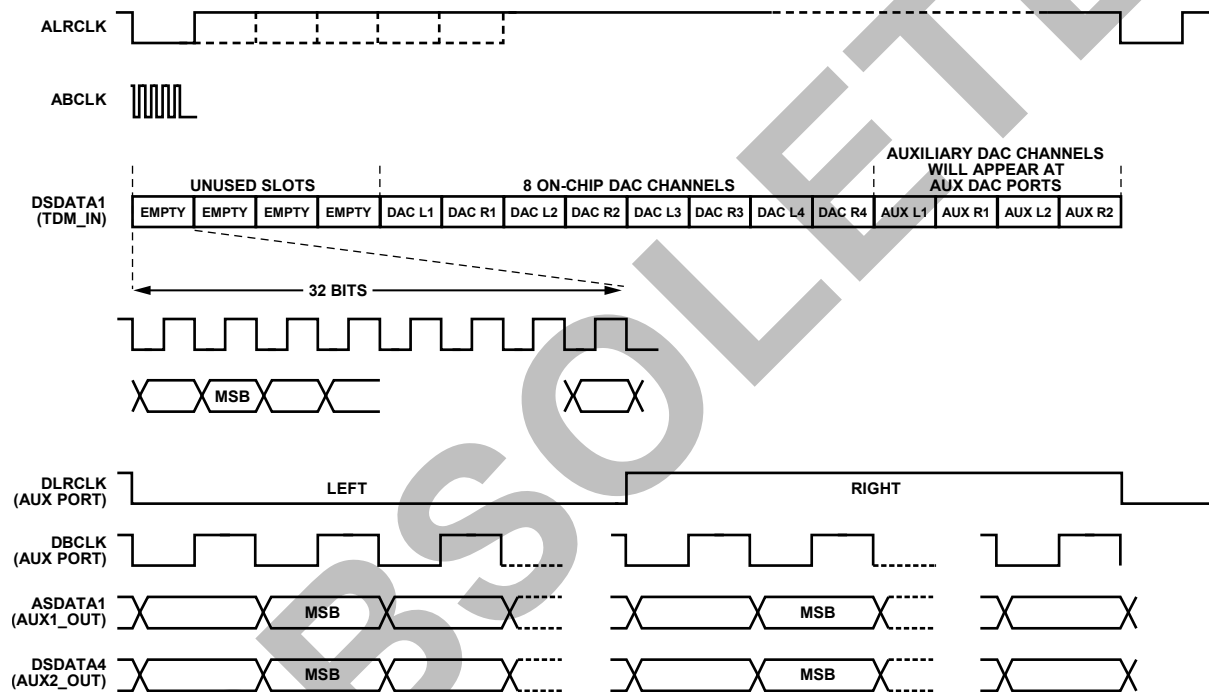 ALRCLK
ABCLK
AUXILIARY DAC CHANNELS
WILL APPEAR AT
AUX DAC PORTS
UNUSED SLOTS
8 ON-CHIP DAC CHANNELS
DSDATA1
(TDM_IN)
EMPTY EMPTY EMPTY EMPTY DAC L1 DAC R1 DAC L2 DAC R2 DAC L3 DAC R3 DAC L4 DAC R4 AUX L1 AUX R1 AUX L2 AUX R2
32 BITS
MSB
DLRCLK
(AUX PORT)
LEFT
RIGHT
DBCLK
(AUX PORT)
ASDATA1
(AUX1_OUT)
MSB
MSB
DSDATA4
(AUX2_OUT)
MSB
MSB
BSOLETE